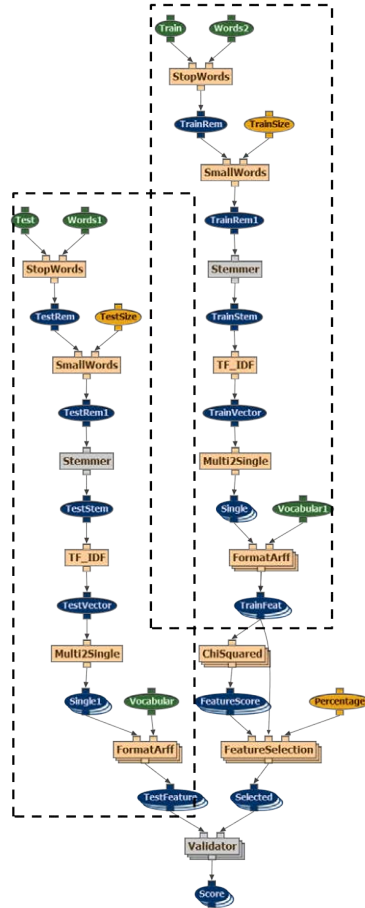 Train Words2
StopWords
TrainRem TrainSize
SmallWords
TrainRem1
Stemmer
TrainStem
TF_IDF
TrainVector
Multi2Single
Single Vocabular1
FormatArff
TrainFeat
Test Words1
StopWords
TestRem TestSize
SmallWords
TestRem1
Stemmer
TestStem
TF_IDF
TestVector
Multi2Single
Single1 Vocabular
FormatArff
TestFeature
ChiSquared
FeatureScore Percentage
FeatureSelection
Selected
Validator
Score